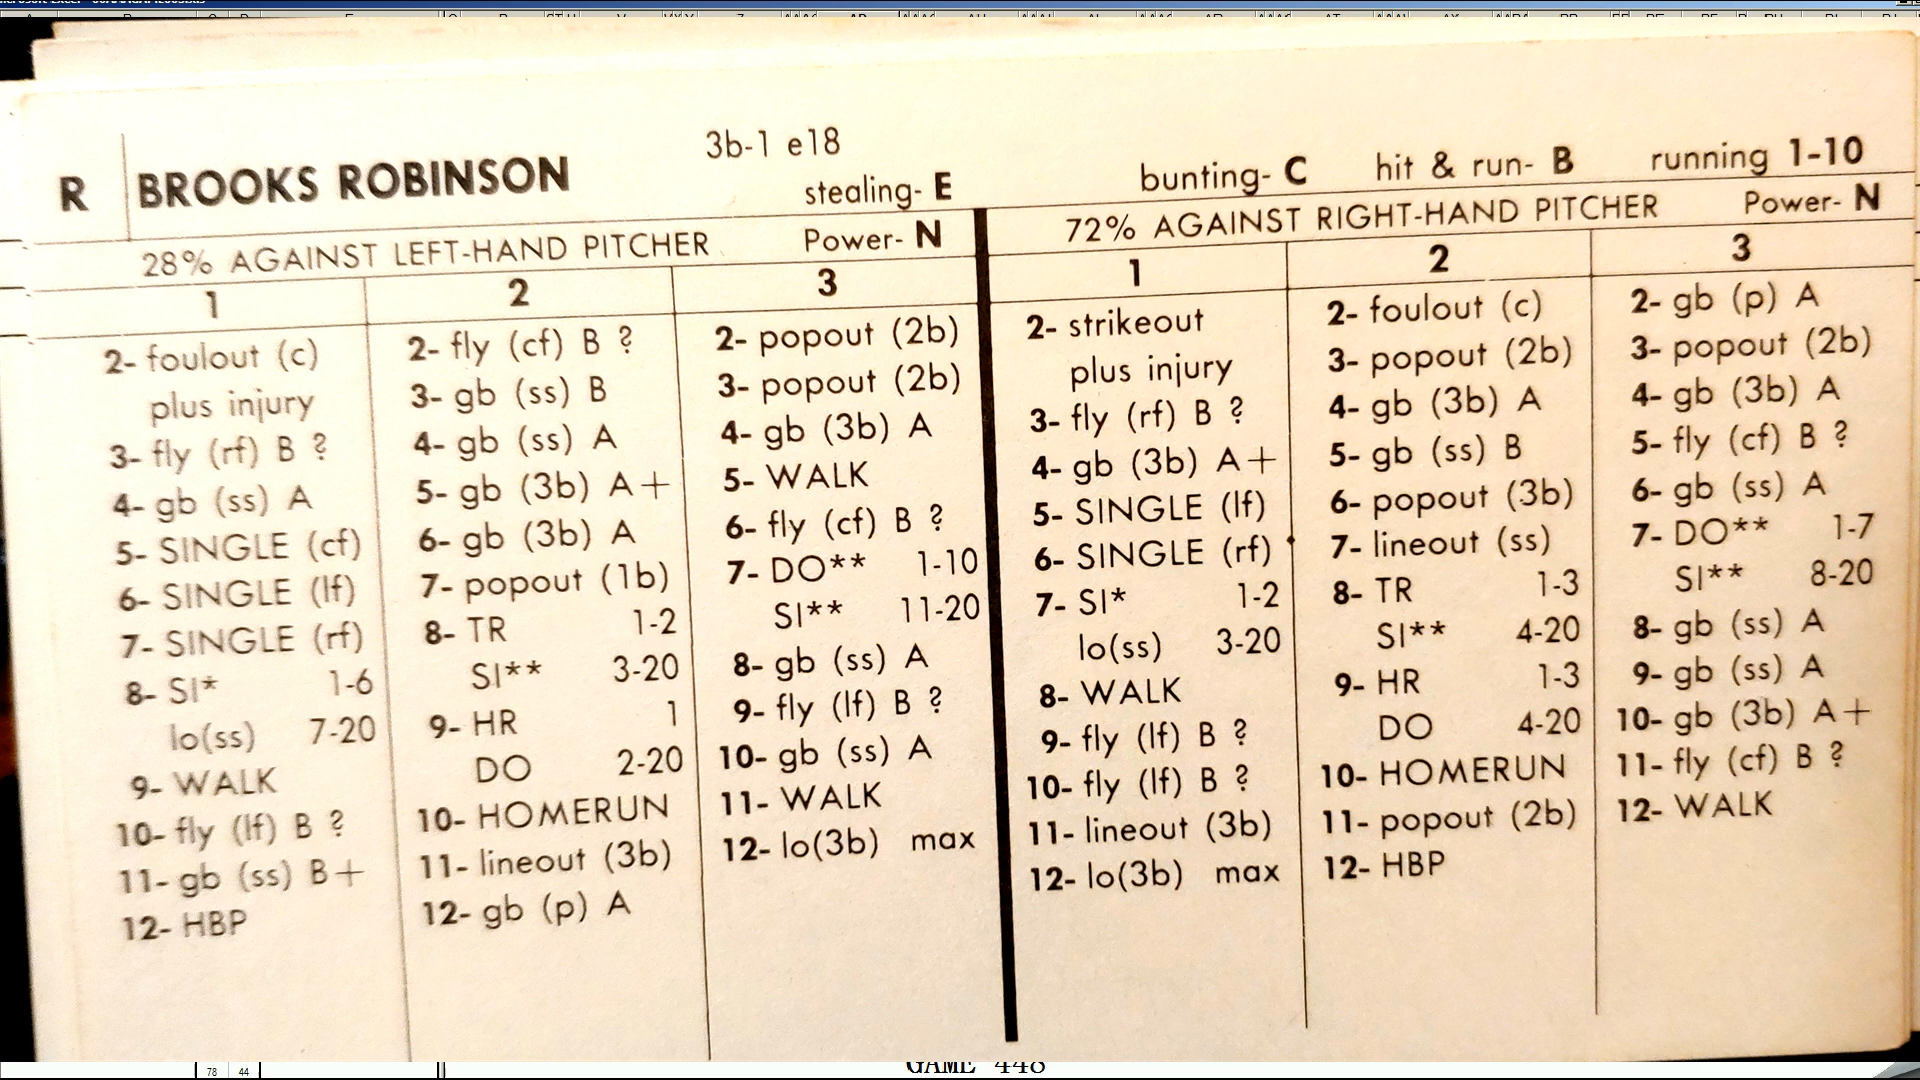 R BROOKS ROBINSON
3b-1 e18
stealing- E
bunting- C hit & run- B running 1-10
28% AGAINST LEFT-HAND PITCHER Power- N
1
2- foulout (c)
plus injury
3- fly (rf) B ?
4- gb (ss) A
5- SINGLE (cf)
6- SINGLE (lf)
7- SINGLE (rf)
8- SI* 1-6
lo(ss) 7-20
9- WALK
10- fly (lf) B ?
11- gb (ss) B+
12- HBP
2
2- fly (cf) B ?
3- gb (ss) B
4- gb (ss) A
5- gb (3b) A+
6- gb (3b) A
7- popout (1b)
8- TR 1-2
SI** 3-20
9- HR 1
DO 2-20
10- HOMERUN
11- lineout (3b)
12- gb (p) A
3
2- popout (2b)
3- popout (2b)
4- gb (3b) A
5- WALK
6- fly (cf) B ?
7- DO** 1-10
SI** 11-20
8- gb (ss) A
9- fly (lf) B ?
10- gb (ss) A
11- WALK
12- lo(3b) max
72% AGAINST RIGHT-HAND PITCHER Power- N
1
2- strikeout
plus injury
3- fly (rf) B ?
4- gb (3b) A+
5- SINGLE (lf)
6- SINGLE (rf)
7- SI* 1-2
lo(ss) 3-20
8- WALK
9- fly (lf) B ?
10- fly (lf) B ?
11- lineout (3b)
12- lo(3b) max
2
2- foulout (c)
3- popout (2b)
4- gb (3b) A
5- gb (ss) B
6- popout (3b)
7- lineout (ss)
8- TR 1-3
SI** 4-20
9- HR 1-3
DO 4-20
10- HOMERUN
11- popout (2b)
12- HBP
3
2- gb (p) A
3- popout (2b)
4- gb (3b) A
5- fly (cf) B ?
6- gb (ss) A
7- DO** 1-7
SI** 8-20
8- gb (ss) A
9- gb (ss) A
10- gb (3b) A+
11- fly (cf) B ?
12- WALK
78 44
GAME 448